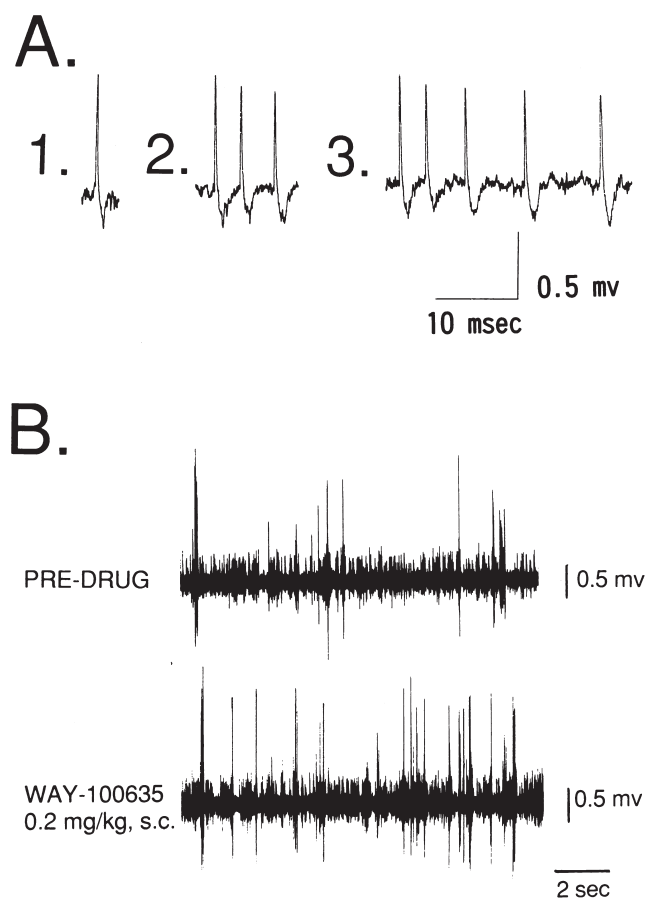 A.
1. 2. 3.
0.5 mv
10 msec
B.
PRE-DRUG
0.5 mv
WAY-100635
0.2 mg/kg, s.c.
0.5 mv
2 sec